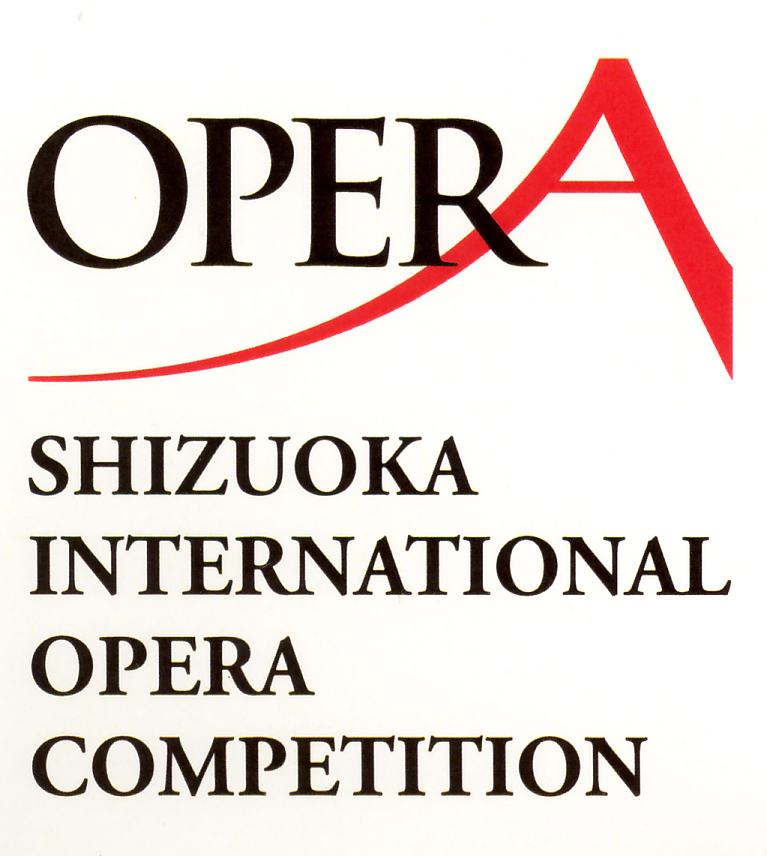 OPERA
SHIZUOKA
INTERNATIONAL
OPERA
COMPETITION